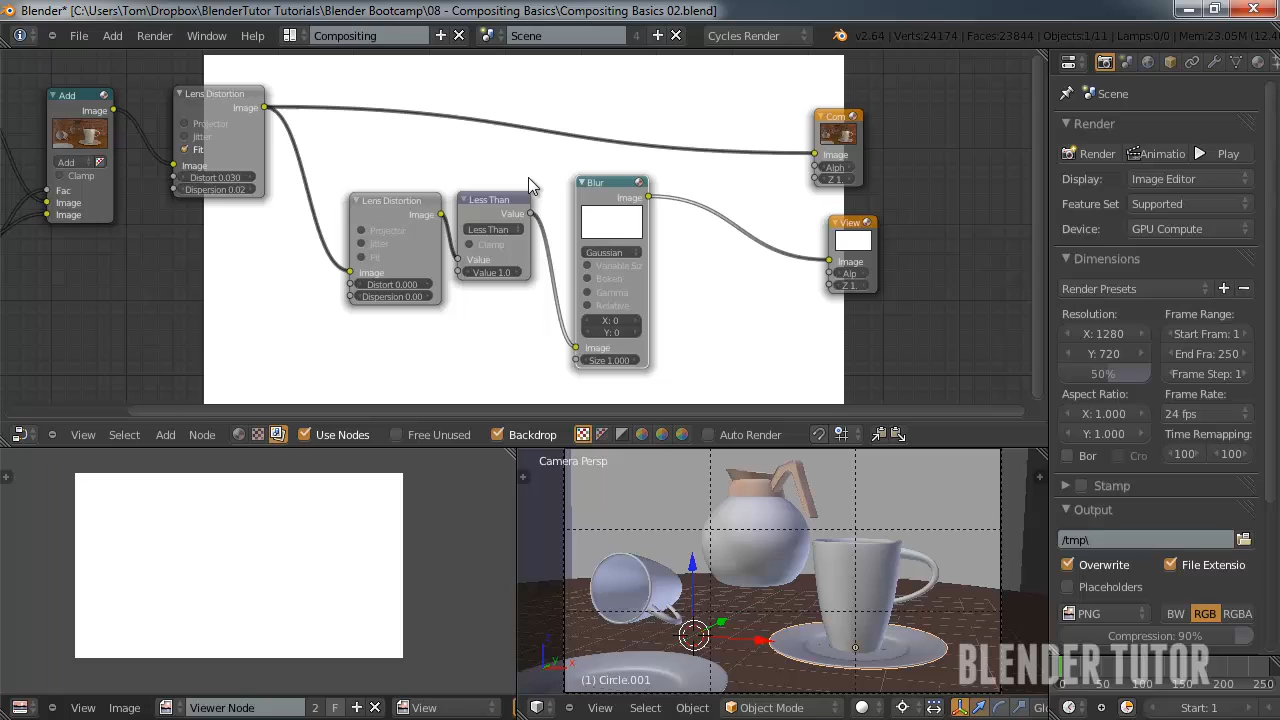 Blender* [C:\Users\Tom\Dropbox\BlenderTutor Tutorials\Blender Bootcamp\08 - Compositing Basics\Compositing Basics 02.blend]
File Add Render Window Help Compositing Scene 4 Cycles Render v2.64 | Verts:24174 | Faces:23844 | Objects:1/11 | Lamps:0/0 | Mem:23.05M (12.4
Add
Image
Add
Clamp
Fac
Image
Image
Lens Distortion
Image
Projector
Jitter
Fit
Image
Distort 0.030
Dispersion 0.02
Lens Distortion
Image
Projector
Jitter
Fit
Image
Distort 0.000
Dispersion 0.00
Less Than
Value
Less Than
Clamp
Value
Value 1.0
Blur
Image
Gaussian
Variable Siz
Bokeh
Gamma
Relative
X: 0
Y: 0
Image
Size 1.000
Com
Image
Alph
Z 1.
View
Image
Alp
Z 1.
View Select Add Node Use Nodes Free Unused Backdrop Auto Render
Scene
Render
Render Animatio Play
Display: Image Editor
Feature Set Supported
Device: GPU Compute
Dimensions
Render Presets
Resolution: Frame Range:
X: 1280 Start Fram: 1
Y: 720 End Fra: 250
50% Frame Step: 1
Aspect Ratio: Frame Rate:
X: 1.000 24 fps
Y: 1.000 Time Remapping:
Bor Cro 100 100
Stamp
Output
/tmp\
Overwrite File Extensio
Placeholders
PNG BW RGB RGBA
Compression: 90%
Camera Persp
(1) Circle.001
BLENDER TUTOR
0 50 100 150 200 250
View Image Viewer Node 2 F View
View Select Object Object Mode Glo
Start: 1